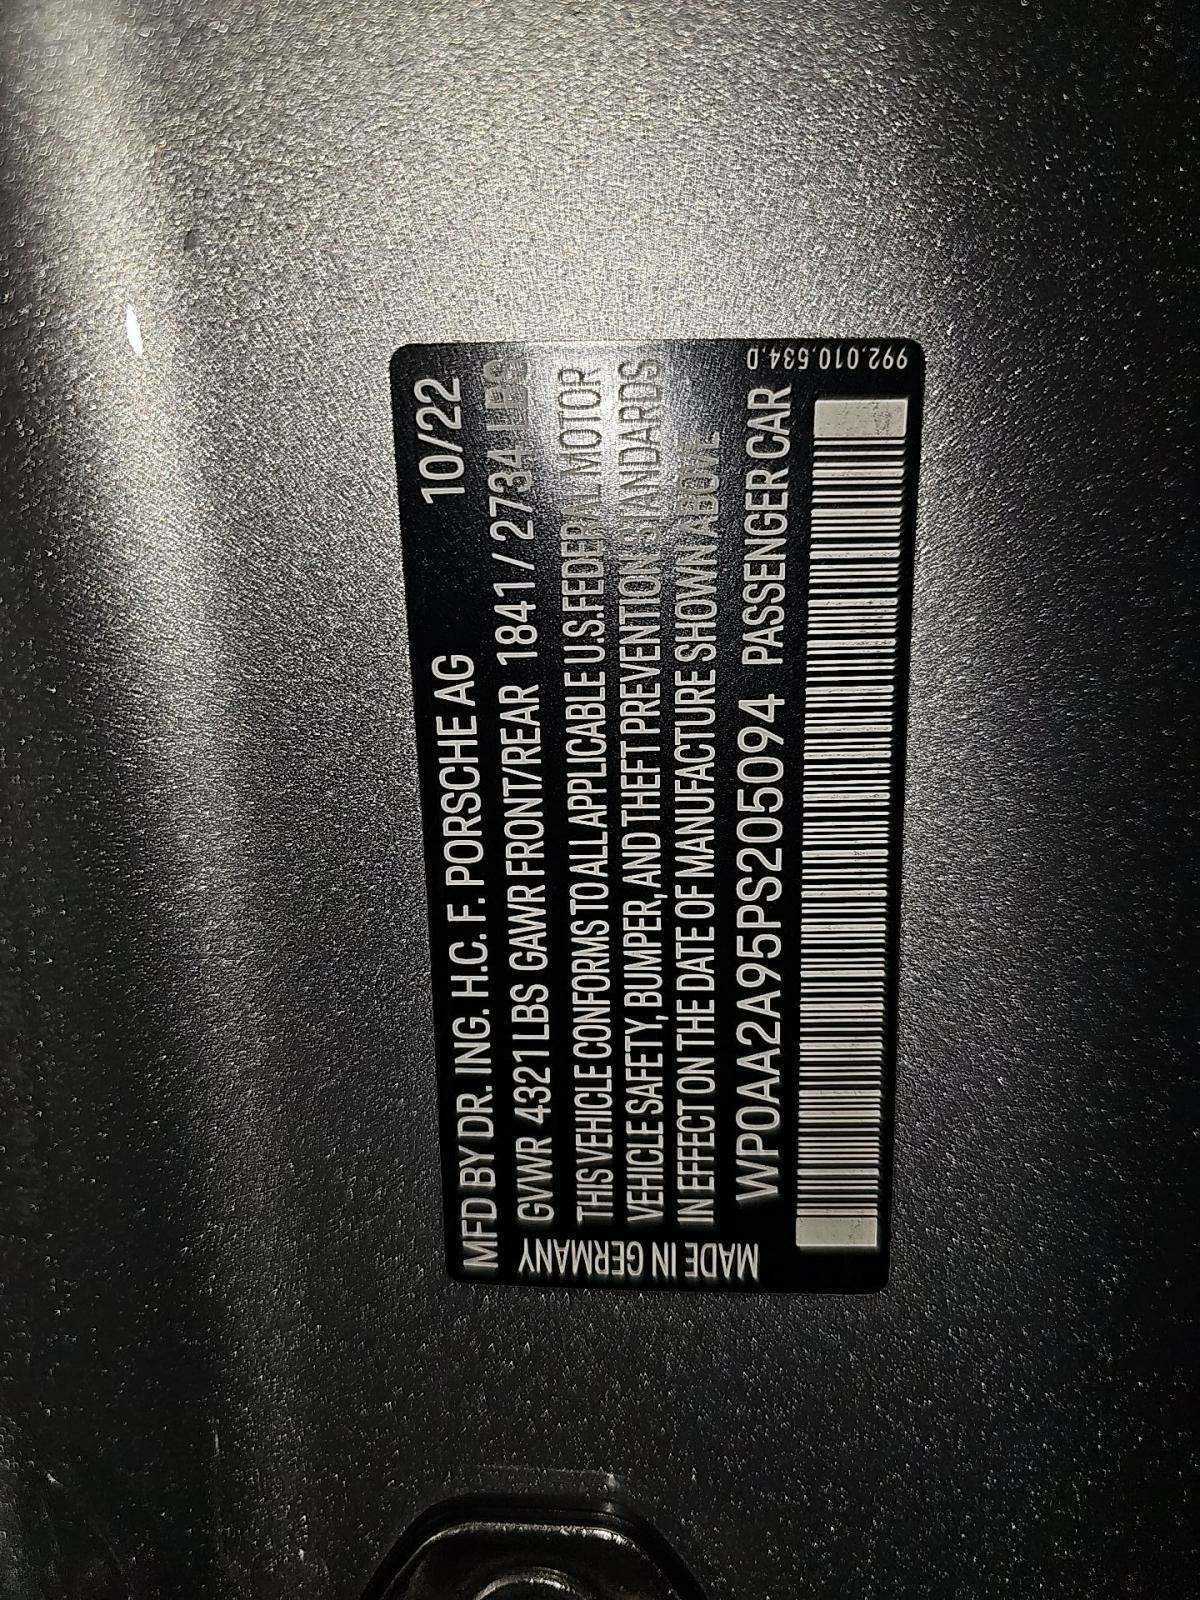 MFD BY DR. ING. H.C. F. PORSCHE AG 10/22
GVWR 4321LBS GAWR FRONT/REAR 1841 / 2734 LBS
THIS VEHICLE CONFORMS TO ALL APPLICABLE U.S. FEDERAL MOTOR
VEHICLE SAFETY, BUMPER, AND THEFT PREVENTION STANDARDS
IN EFFECT ON THE DATE OF MANUFACTURE SHOWN ABOVE
WP0AA2A95PS205094 PASSENGER CAR
MADE IN GERMANY
992.010.534.D